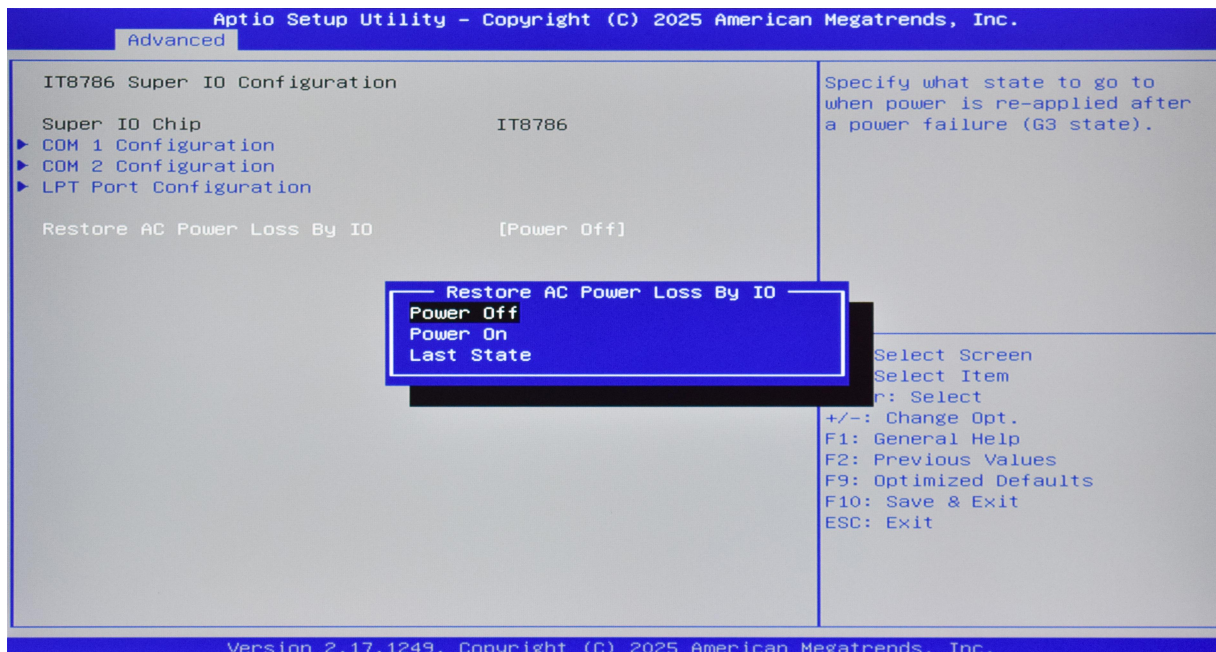 Aptio Setup Utility – Copyright (C) 2025 American Megatrends, Inc.
Advanced
IT8786 Super IO Configuration
Super IO Chip IT8786
COM 1 Configuration
COM 2 Configuration
LPT Port Configuration
Restore AC Power Loss By IO [Power Off]
Specify what state to go to
when power is re-applied after
a power failure (G3 state).
Restore AC Power Loss By IO
Power Off
Power On
Last State
Select Screen
Select Item
r: Select
+/-: Change Opt.
F1: General Help
F2: Previous Values
F9: Optimized Defaults
F10: Save & Exit
ESC: Exit
Version 2.17.1249. Copyright (C) 2025 American Megatrends, Inc.